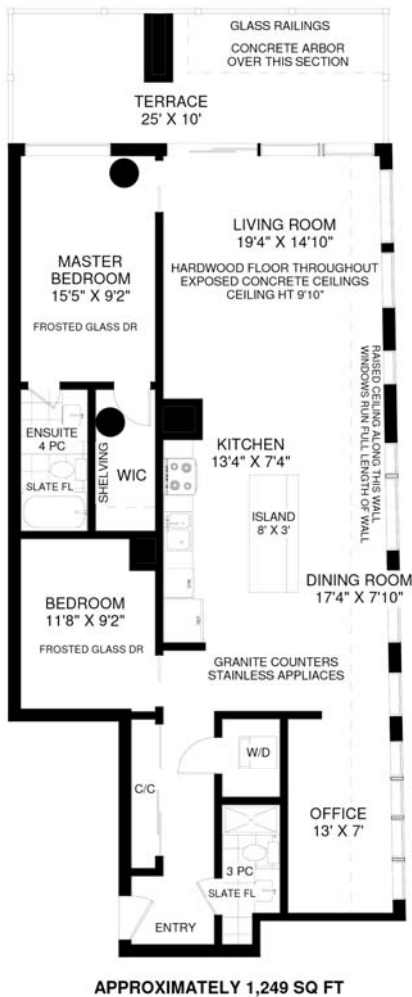 GLASS RAILINGS
CONCRETE ARBOR
OVER THIS SECTION
TERRACE
25' X 10'
LIVING ROOM
19'4" X 14'10"
HARDWOOD FLOOR THROUGHOUT
EXPOSED CONCRETE CEILINGS
CEILING HT 9'10"
MASTER
BEDROOM
15'5" X 9'2"
FROSTED GLASS DR
RAISED CEILING ALONG THIS WALL
WINDOWS RUN FULL LENGTH OF WALL
ENSUITE
4 PC
SLATE FL
SHELVING
WIC
KITCHEN
13'4" X 7'4"
ISLAND
8' X 3'
DINING ROOM
17'4" X 7'10"
BEDROOM
11'8" X 9'2"
FROSTED GLASS DR
GRANITE COUNTERS
STAINLESS APPLIACES
W/D
C/C
OFFICE
13' X 7'
3 PC
SLATE FL
ENTRY
APPROXIMATELY 1,249 SQ FT